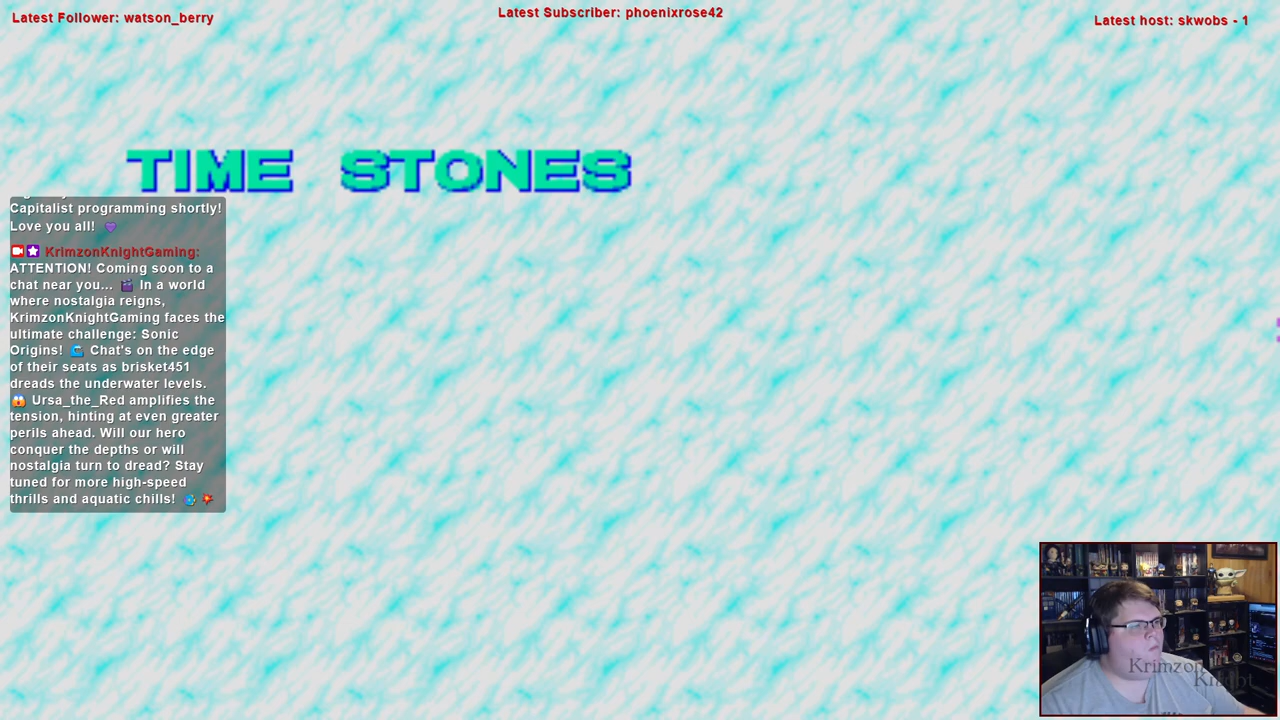 Latest Follower: watson_berry
Latest Subscriber: phoenixrose42
Latest host: skwobs - 1
TIME STONES
Capitalist programming shortly!
Love you all!
KrimzonKnightGaming:
ATTENTION! Coming soon to a
chat near you... In a world
where nostalgia reigns,
KrimzonKnightGaming faces the
ultimate challenge: Sonic
Origins! Chat's on the edge
of their seats as brisket451
dreads the underwater levels.
Ursa_the_Red amplifies the
tension, hinting at even greater
perils ahead. Will our hero
conquer the depths or will
nostalgia turn to dread? Stay
tuned for more high-speed
thrills and aquatic chills!
Krimzon
Knight